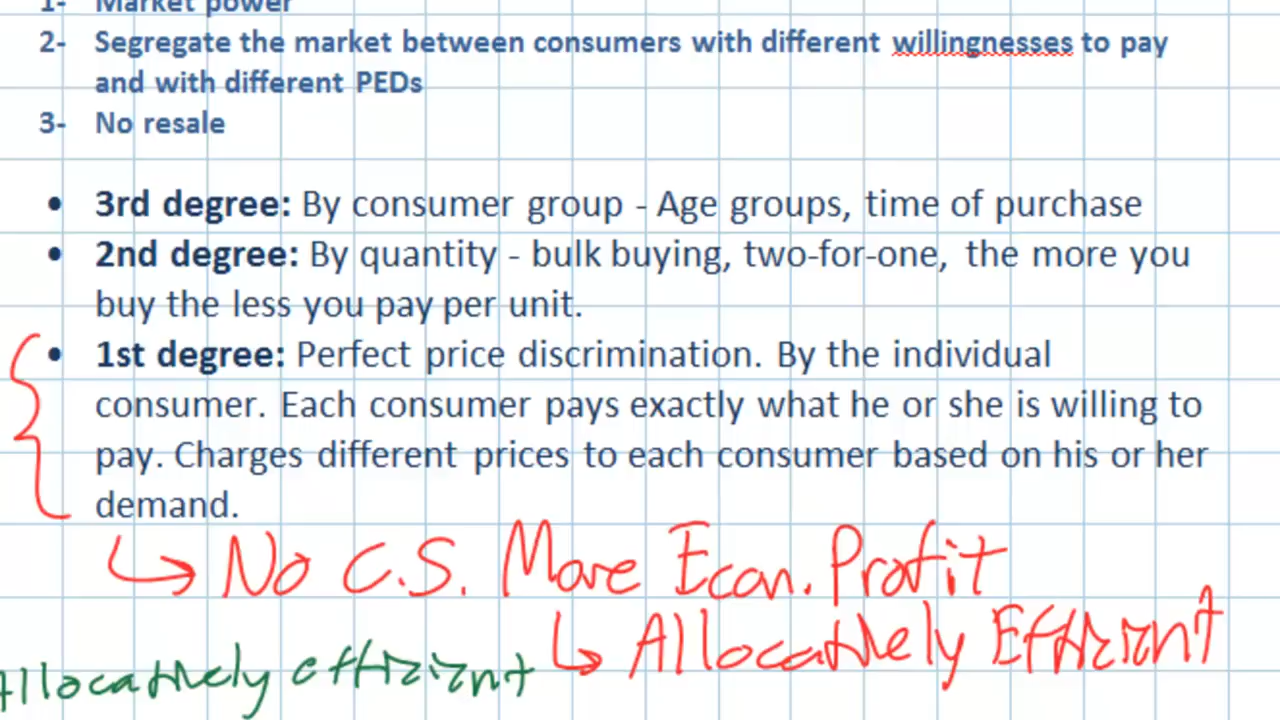 1- Market power
2- Segregate the market between consumers with different willingnesses to pay
and with different PEDs
3- No resale
• 3rd degree: By consumer group - Age groups, time of purchase
• 2nd degree: By quantity - bulk buying, two-for-one, the more you
buy the less you pay per unit.
• 1st degree: Perfect price discrimination. By the individual
consumer. Each consumer pays exactly what he or she is willing to
pay. Charges different prices to each consumer based on his or her
demand.
↳ No C.S. More Econ. Profit
↳ Allocatively Efficient
Allocatively efficient